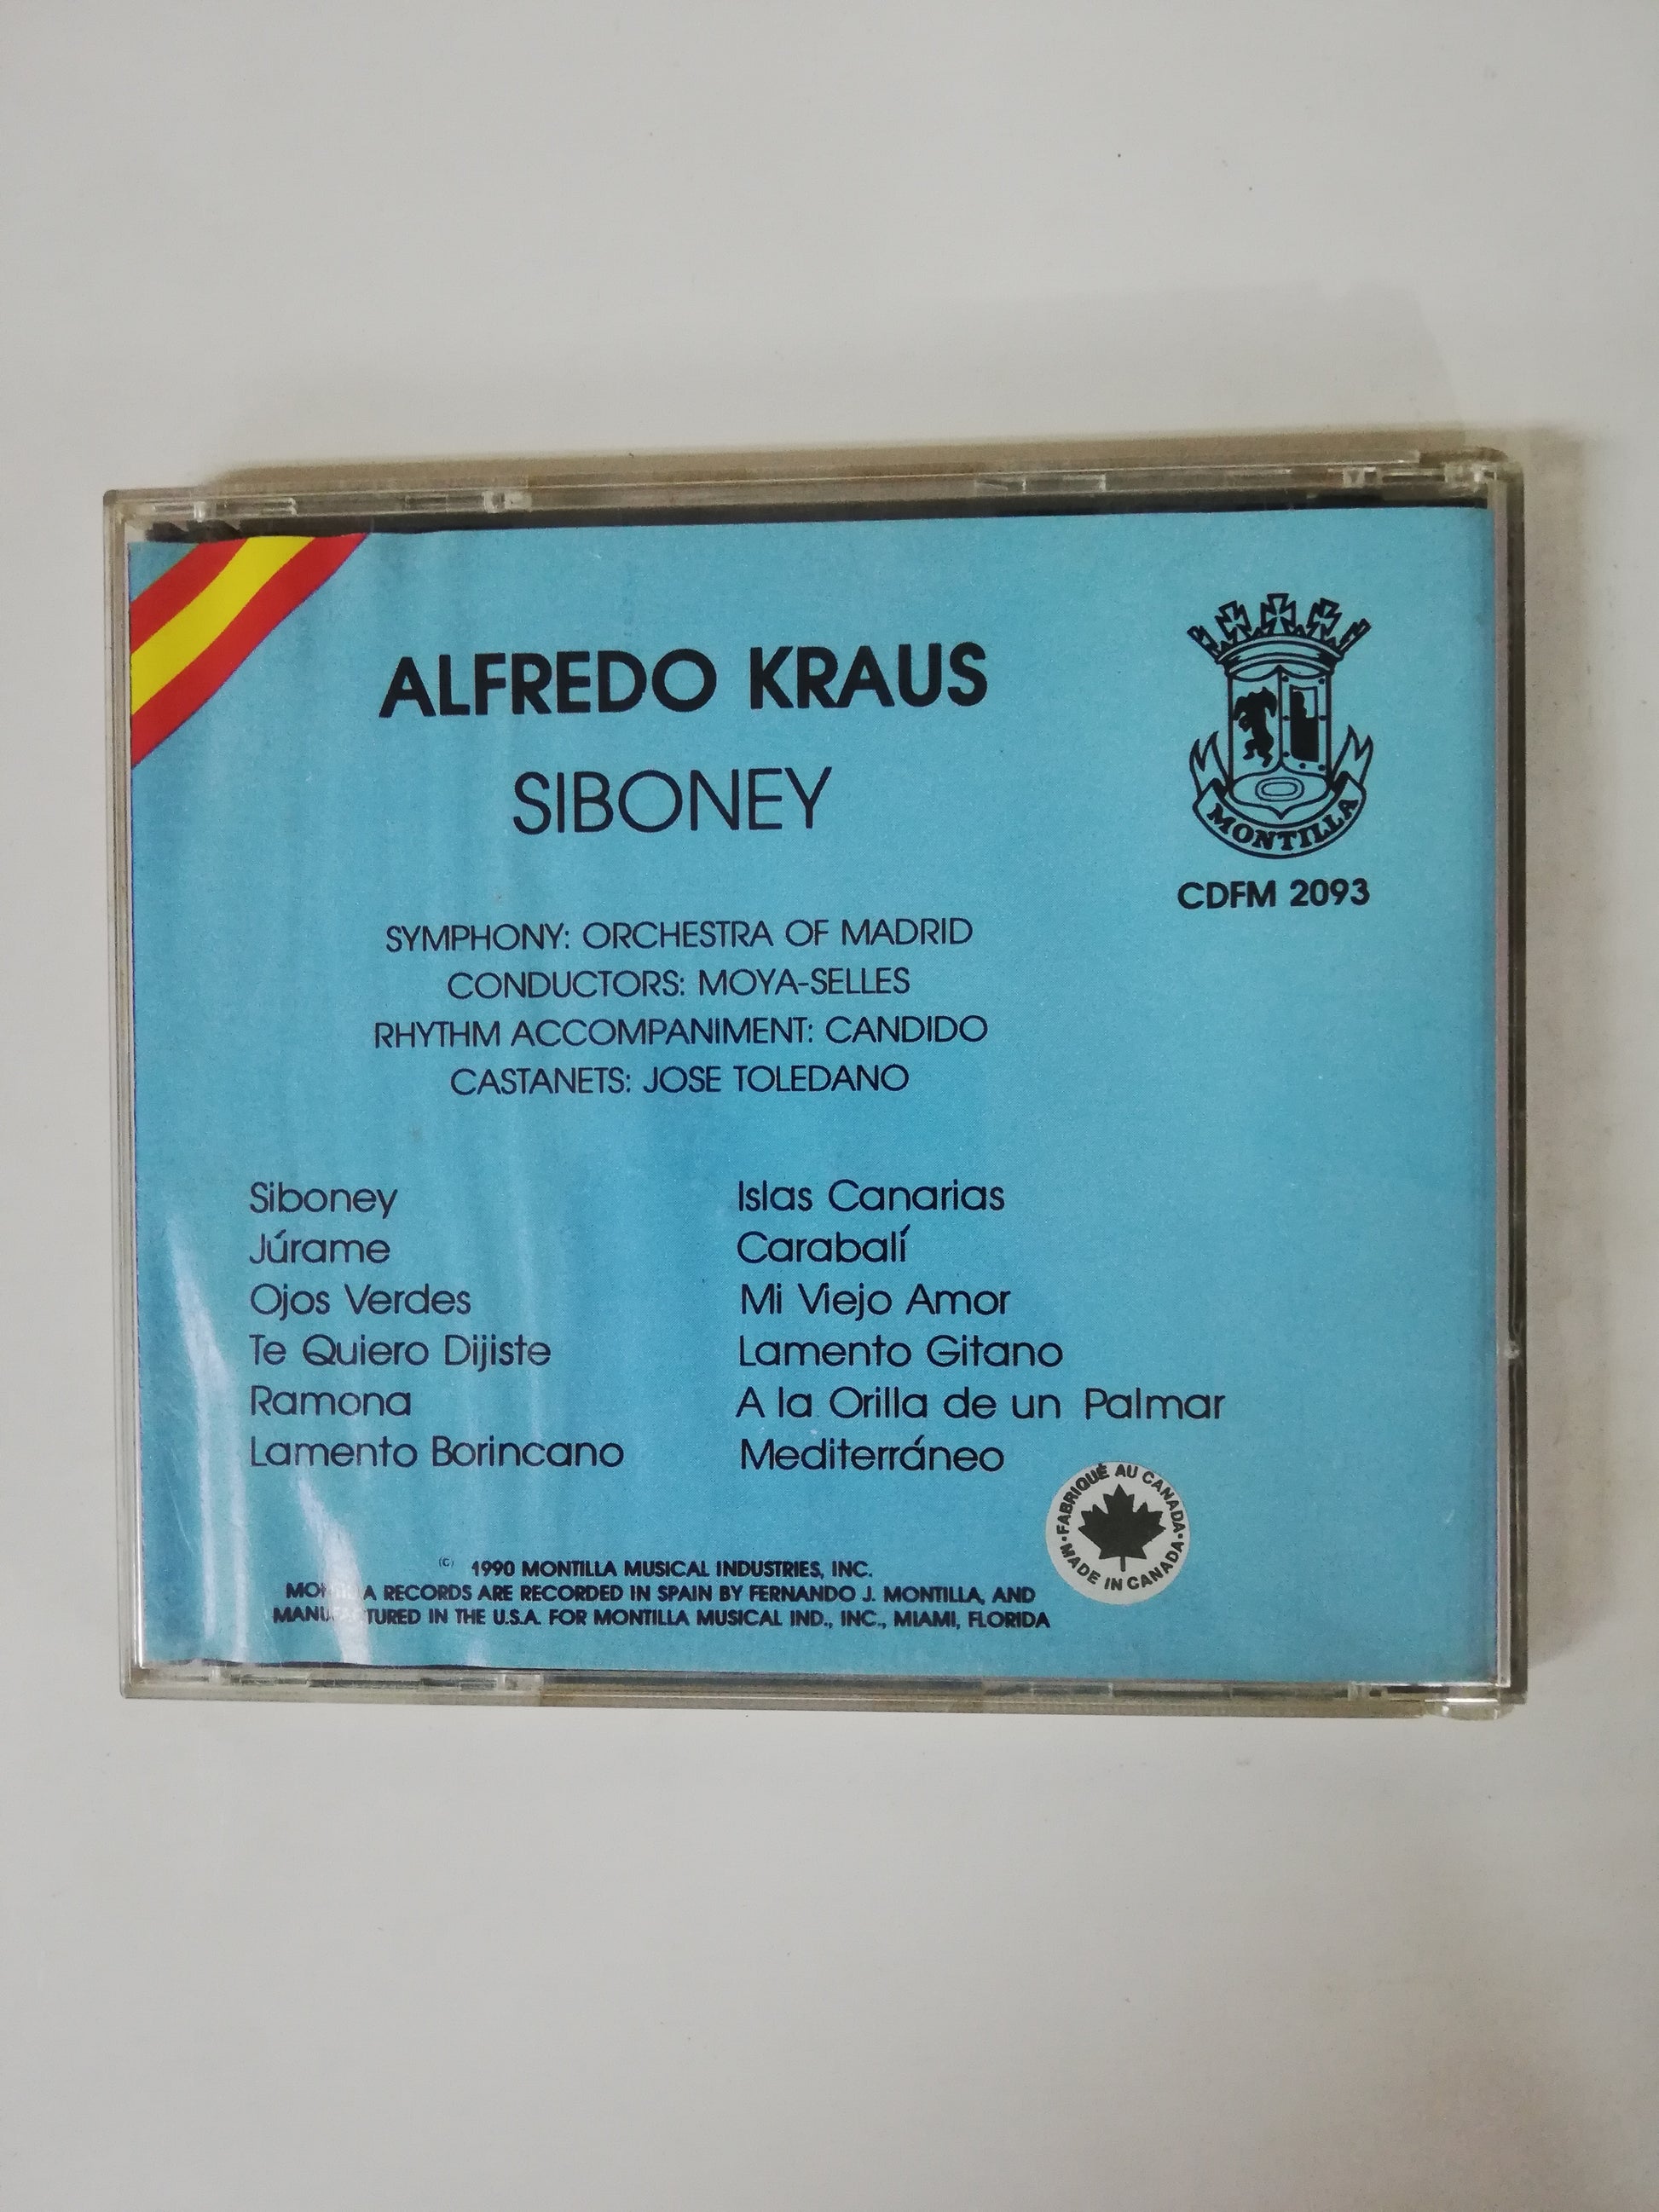 ALFREDO KRAUS
SIBONEY
MONTILLA
CDFM 2093
SYMPHONY: ORCHESTRA OF MADRID
CONDUCTORS: MOYA-SELLES
RHYTHM ACCOMPANIMENT: CANDIDO
CASTANETS: JOSE TOLEDANO
Siboney
Júrame
Ojos Verdes
Te Quiero Dijiste
Ramona
Lamento Borincano
Islas Canarias
Carabalí
Mi Viejo Amor
Lamento Gitano
A la Orilla de un Palmar
Mediterráneo
FABRIQUÉ AU CANADA
MADE IN CANADA
(C) 1990 MONTILLA MUSICAL INDUSTRIES, INC.
MONTILLA RECORDS ARE RECORDED IN SPAIN BY FERNANDO J. MONTILLA, AND
MANUFACTURED IN THE U.S.A. FOR MONTILLA MUSICAL IND., INC., MIAMI, FLORIDA